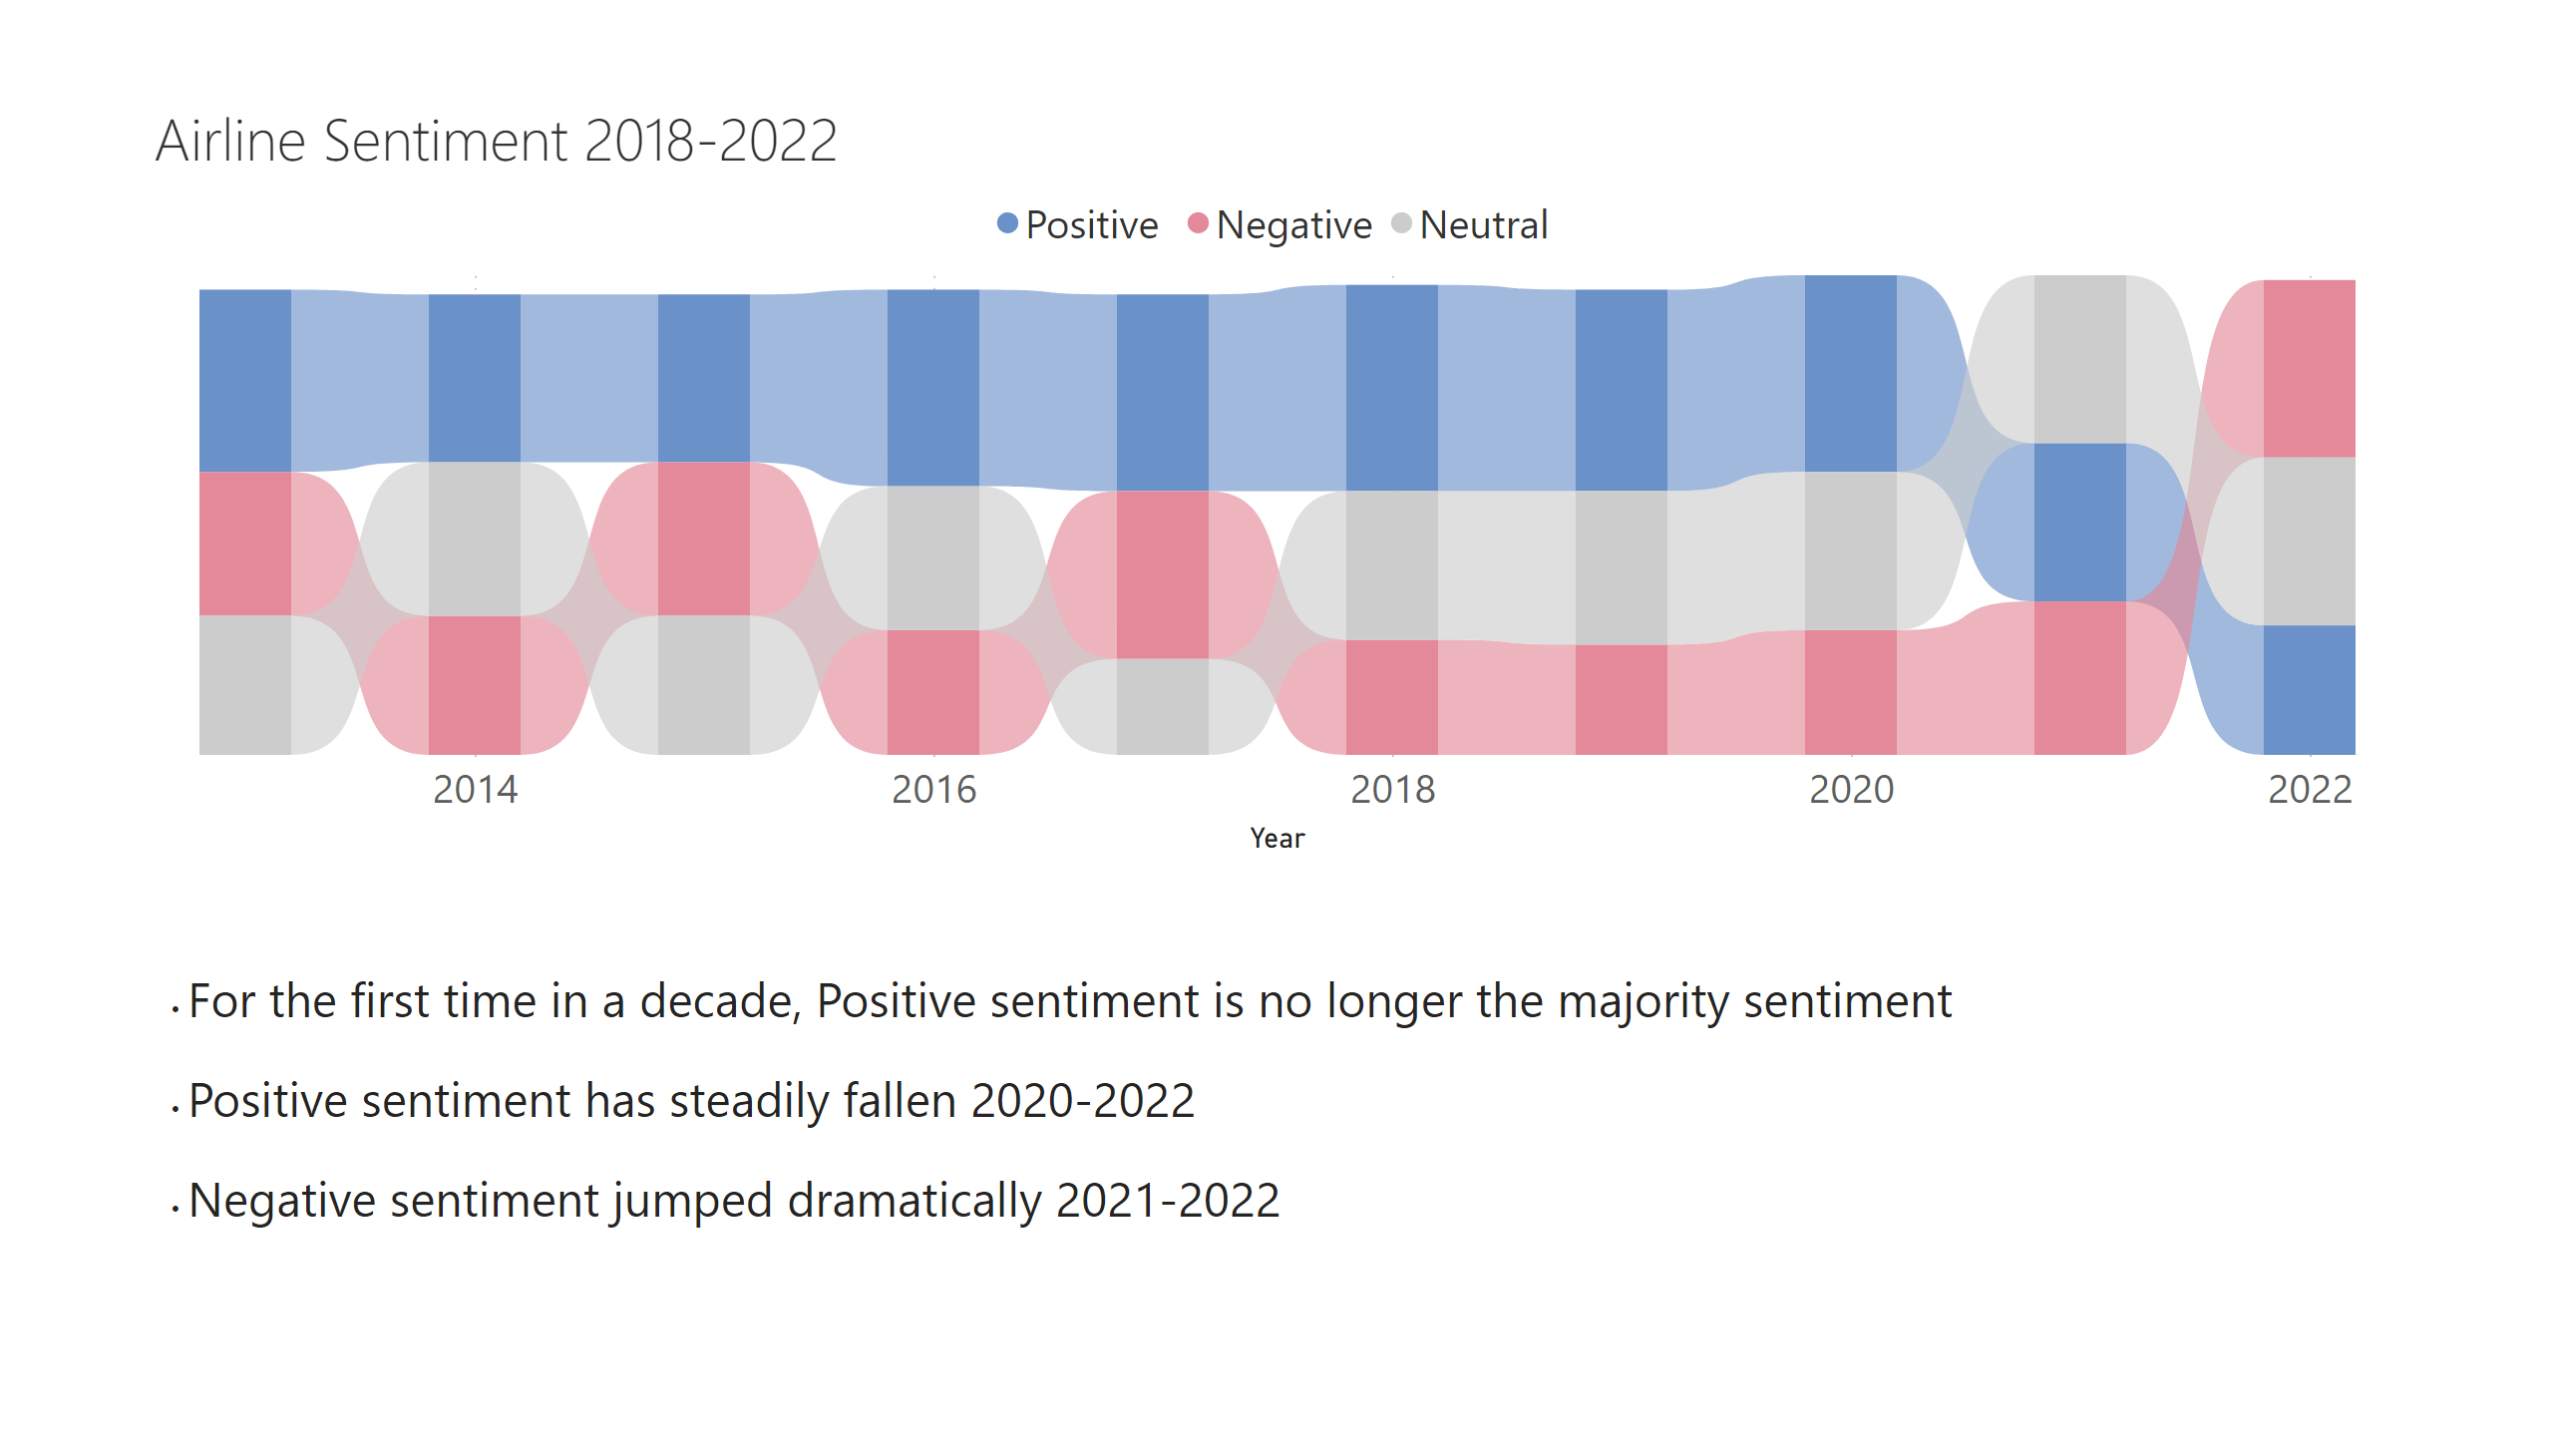 Airline Sentiment 2018-2022
Positive Negative Neutral
2014 2016 2018 2020 2022
Year
• For the first time in a decade, Positive sentiment is no longer the majority sentiment
• Positive sentiment has steadily fallen 2020-2022
• Negative sentiment jumped dramatically 2021-2022